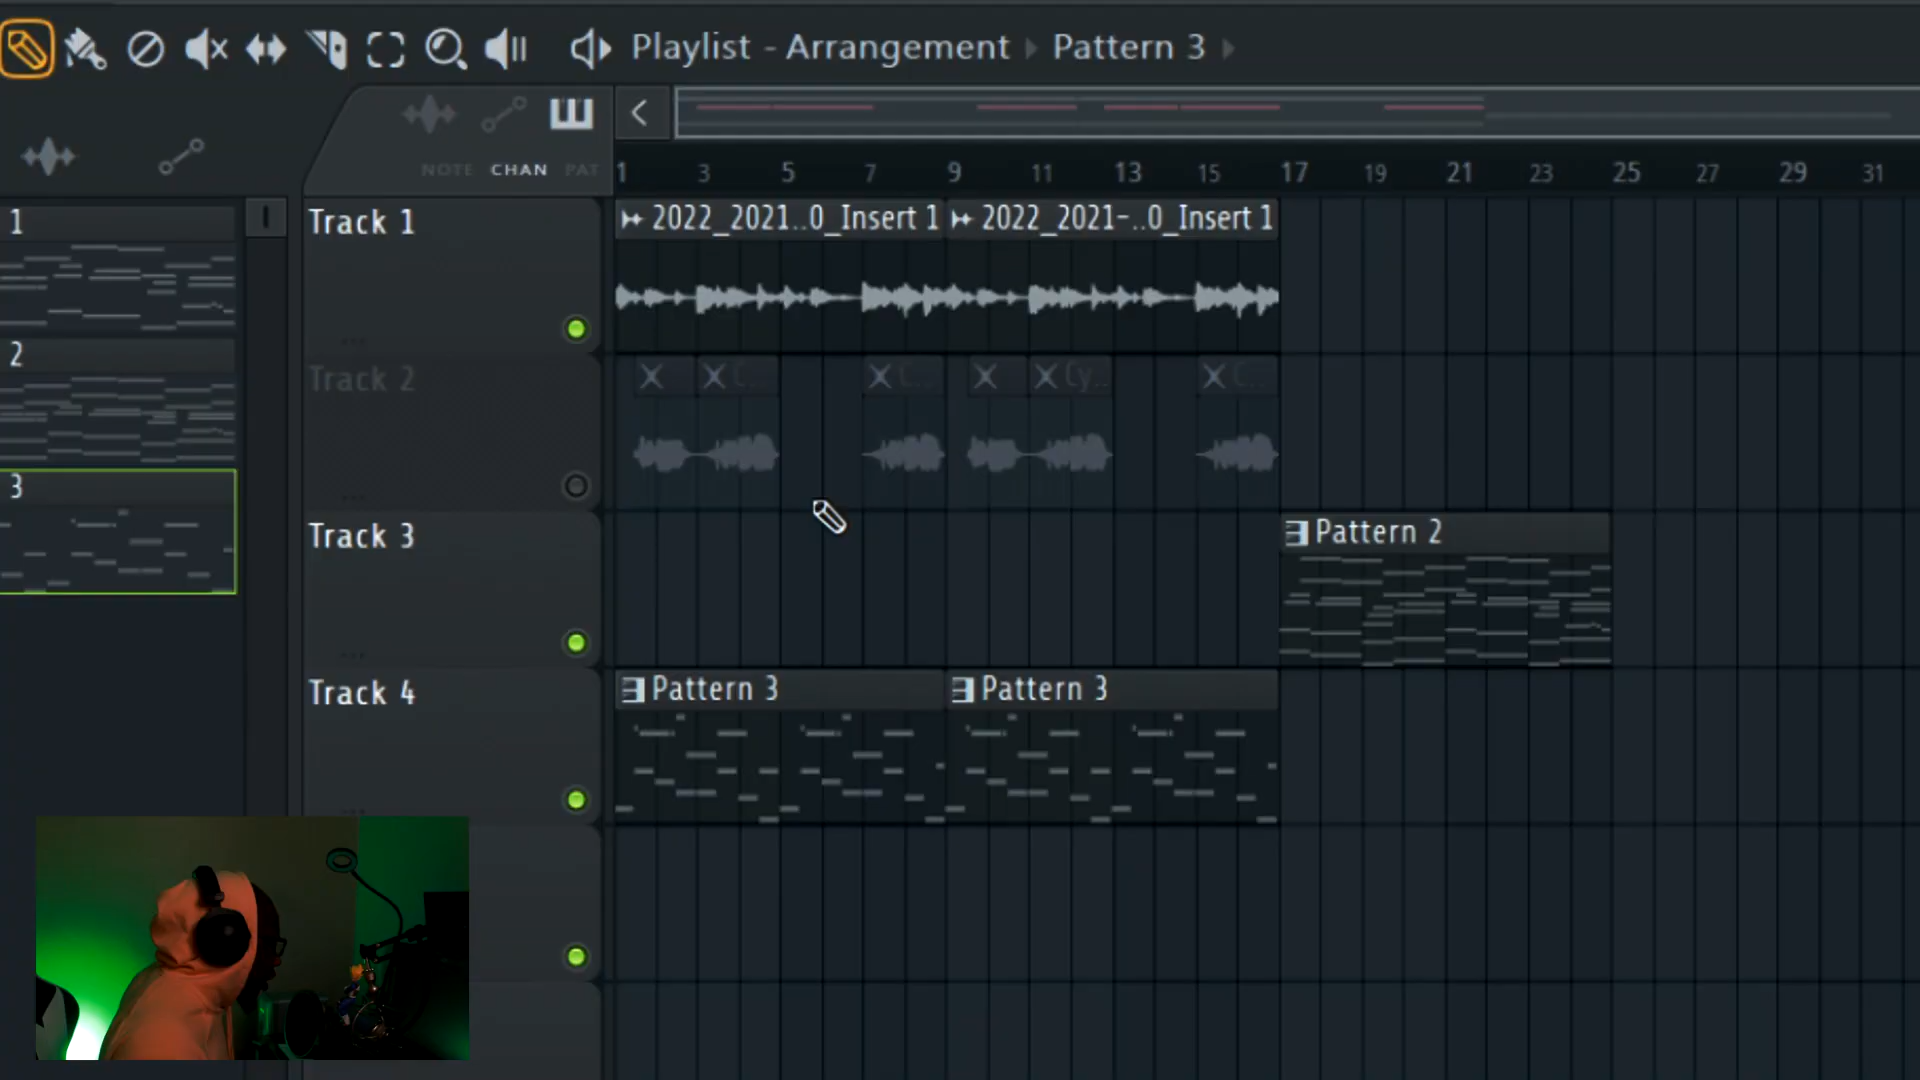 Playlist - Arrangement Pattern 3
NOTE CHAN PAT
1 3 5 7 9 11 13 15 17 19 21 23 25 27 29 31
1
Track 1
2022_2021..0_Insert 1
2022_2021-..0_Insert 1
2
Track 2
C..
C..
Cy..
C..
3
Track 3
Pattern 2
Track 4
Pattern 3
Pattern 3